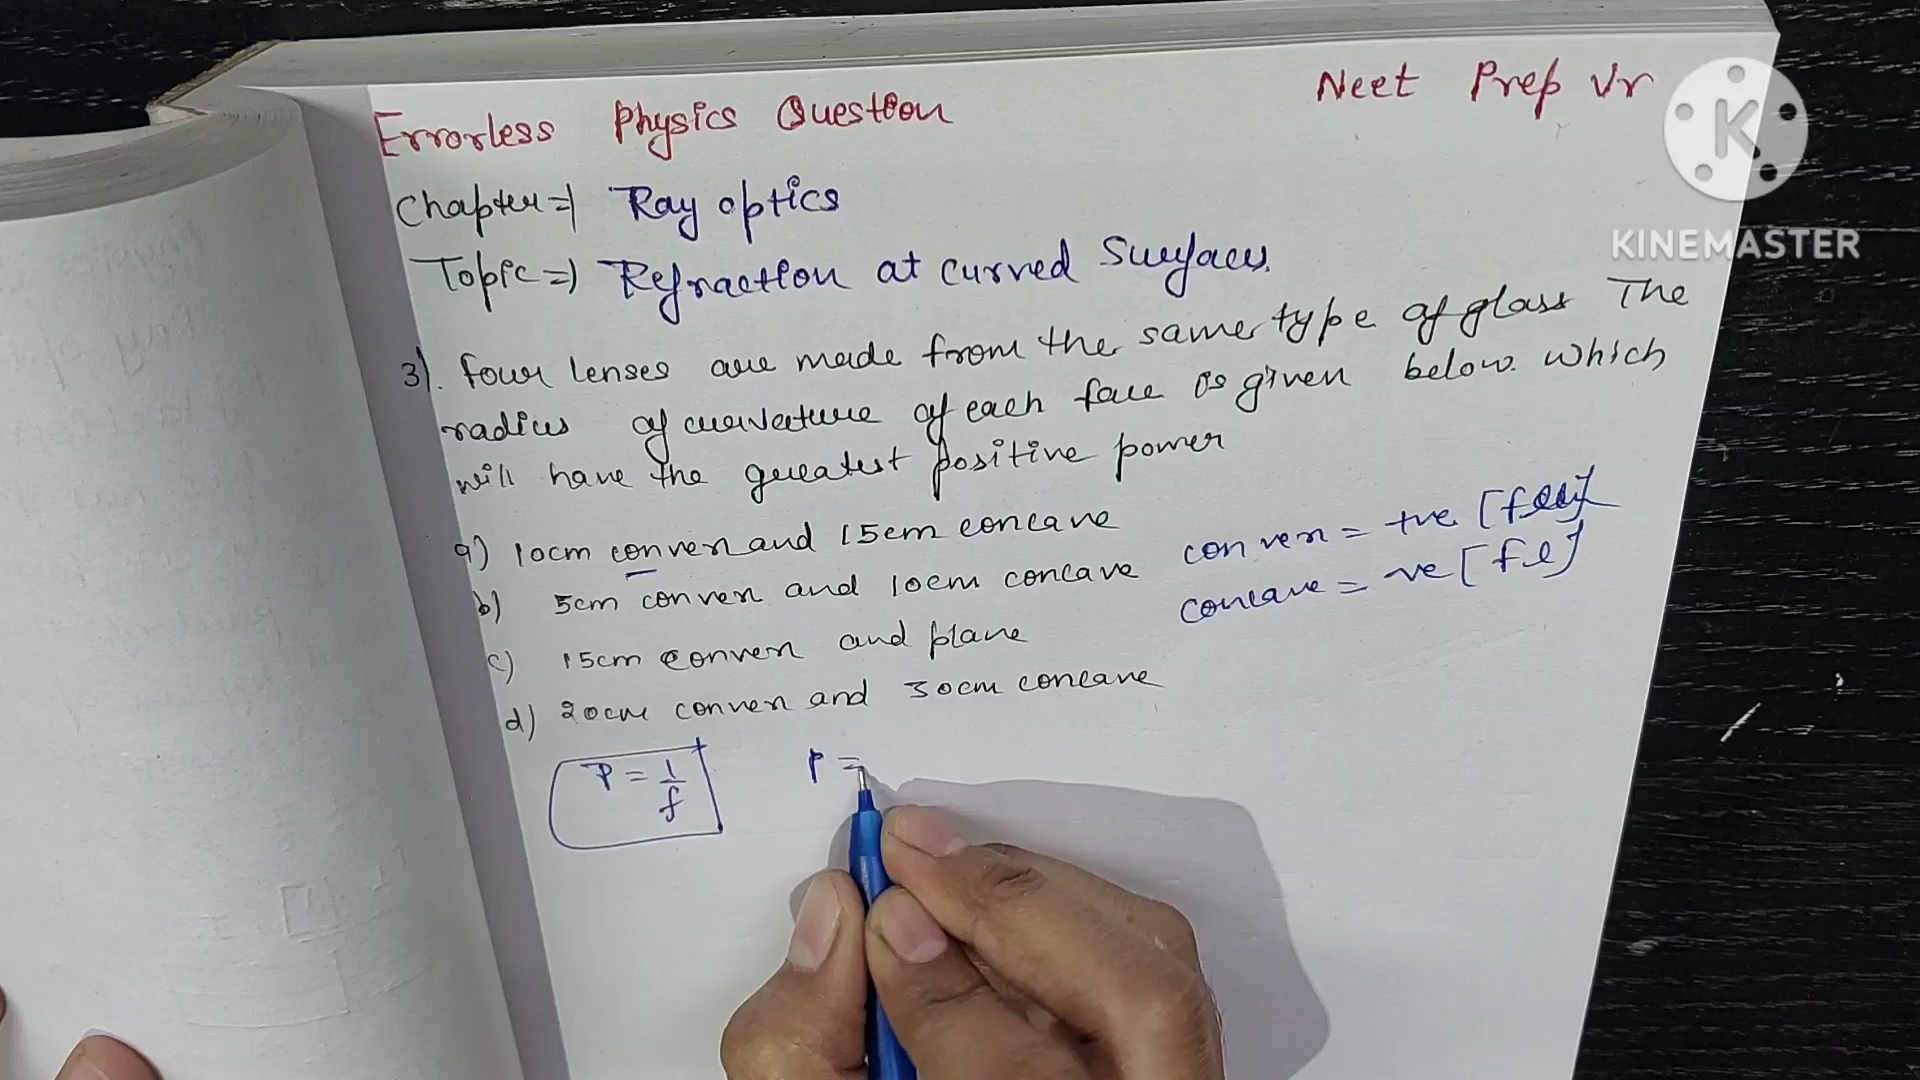 Errorless Physics Question
Neet Prep Vr
K
KINEMASTER
Chapter ⇒ Ray optics
Topic ⇒ Refraction at curved Surfaces.
3). four lenses are made from the same type of glass The
radius of curvature of each face is given below. which
will have the greatest positive power
a) 10cm convex and 15cm concave
b) 5cm convex and 10cm concave
c) 15cm convex and plane
d) 20cm convex and 30cm concave
convex = +ve
concave = -ve [f.l]
P = 1/f
P =